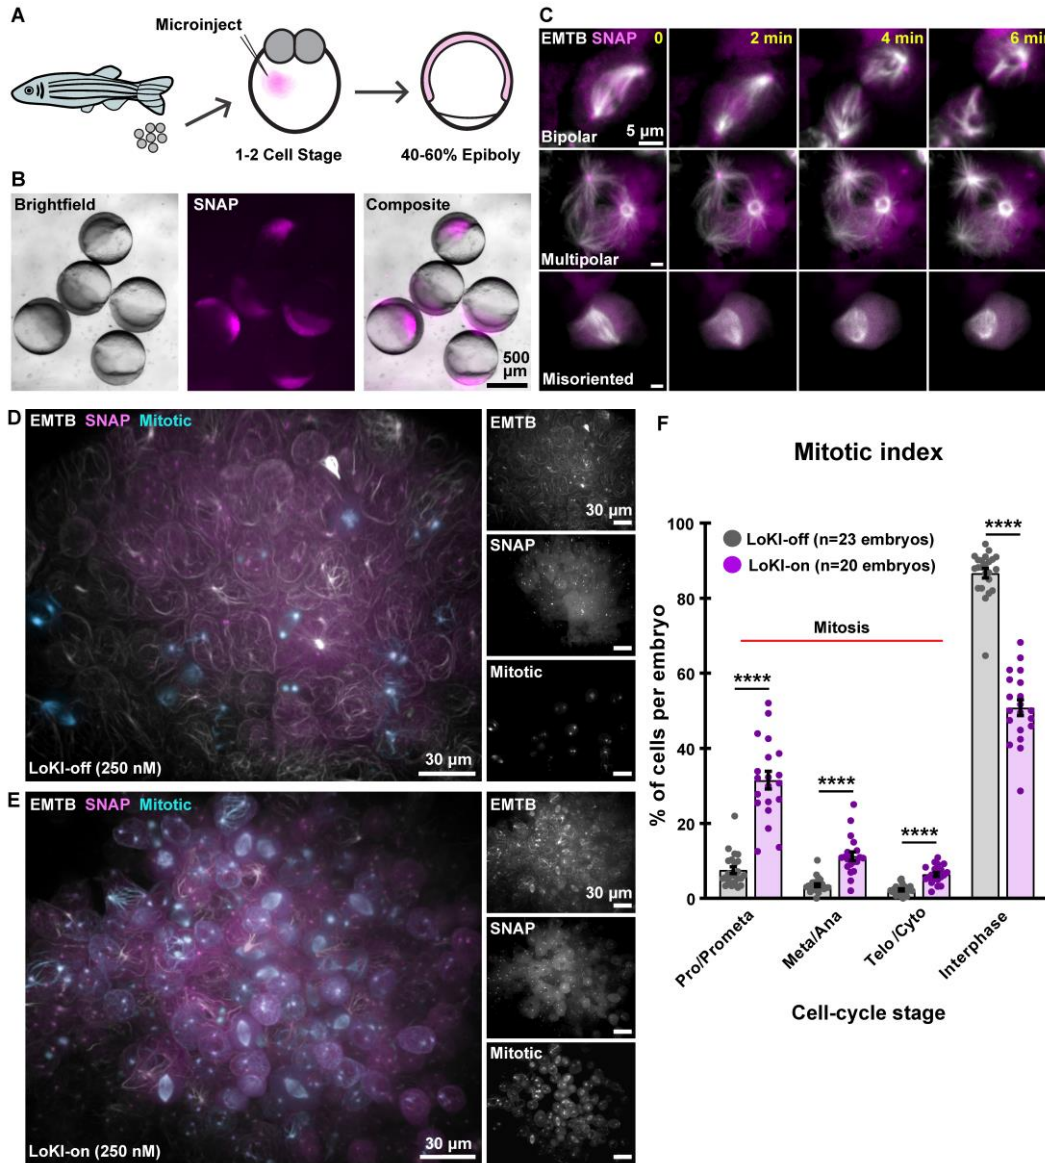 A
Microinject
1-2 Cell Stage
40-60% Epiboly
B
Brightfield
SNAP
Composite
500
µm
C
EMTB SNAP
0
2 min
4 min
6 min
Bipolar
5 µm
Multipolar
Misoriented
D
EMTB SNAP Mitotic
LoKI-off (250 nM)
30 µm
EMTB
30 µm
SNAP
Mitotic
E
EMTB SNAP Mitotic
LoKI-on (250 nM)
30 µm
EMTB
30 µm
SNAP
Mitotic
F
Mitotic index
% of cells per embryo
100
80
60
40
20
0
LoKI-off (n=23 embryos)
LoKI-on (n=20 embryos)
Mitosis
****
****
****
****
Pro/Prometa
Meta/Ana
Telo /Cyto
Interphase
Cell-cycle stage